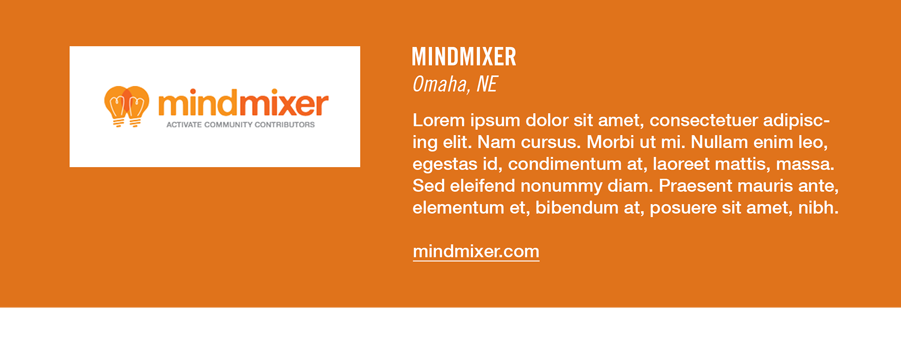 mindmixer
ACTIVATE COMMUNITY CONTRIBUTORS
MINDMIXER
Omaha, NE
Lorem ipsum dolor sit amet, consectetuer adipisc-
ing elit. Nam cursus. Morbi ut mi. Nullam enim leo,
egestas id, condimentum at, laoreet mattis, massa.
Sed eleifend nonummy diam. Praesent mauris ante,
elementum et, bibendum at, posuere sit amet, nibh.
mindmixer.com